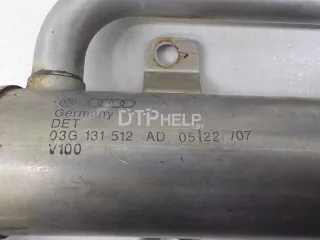 Germany
DET
03G 131 512 AD 05122 /07
V100
DTPHELP